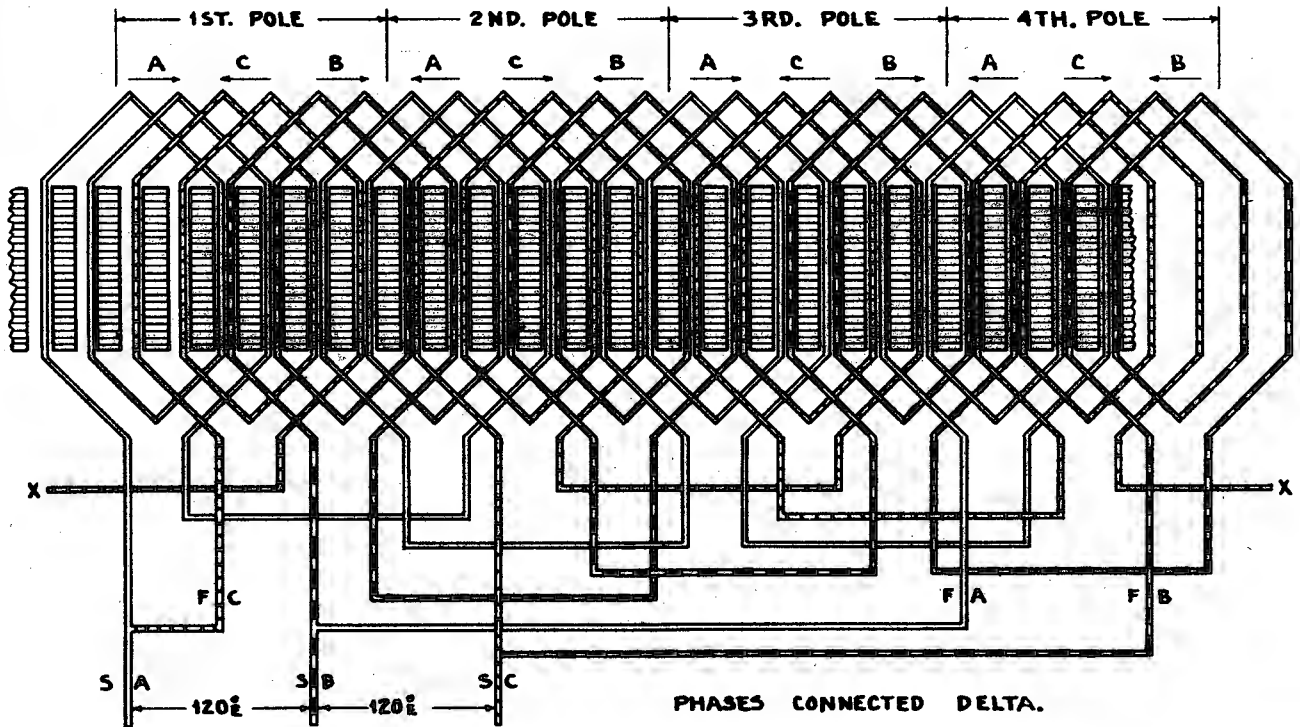 1ST. POLE 2ND. POLE 3RD. POLE 4TH. POLE
A C B A C B A C B A C B
X X
F C F A F B
S A S B S C
120°E 120°E
PHASES CONNECTED DELTA.